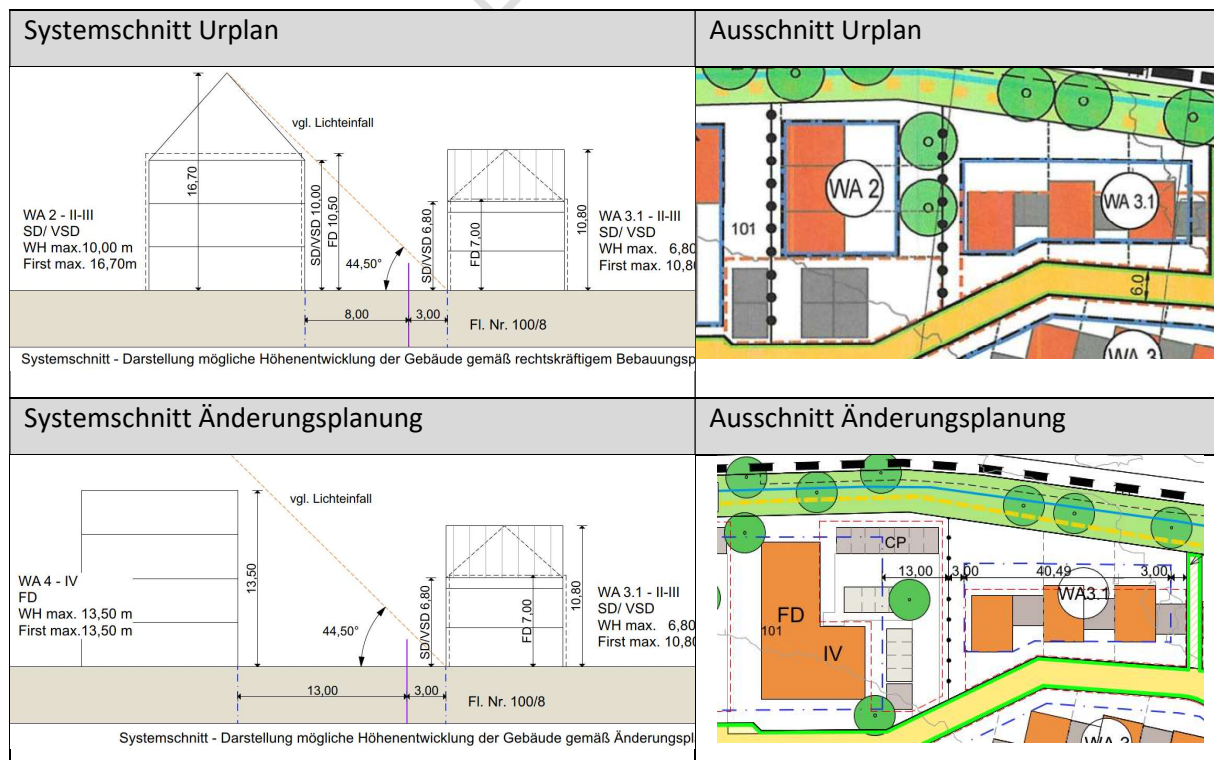 Systemschnitt Urplan
Ausschnitt Urplan
vgl. Lichteinfall
16,70
SD/VSD 10,00
FD 10,50
WA 2 - II-III
SD/ VSD
WH max.10,00 m
First max. 16,70m
44,50°
SD/VSD 6,80
FD 7,00
10,80
WA 3.1 - II-III
SD/ VSD
WH max. 6,80
First max. 10,8
8,00
3,00
Fl. Nr. 100/8
Systemschnitt - Darstellung mögliche Höhenentwicklung der Gebäude gemäß rechtskräftigem Bebauungsp
WA 2
WA 3.1
101
6.0
WA 3
Systemschnitt Änderungsplanung
Ausschnitt Änderungsplanung
vgl. Lichteinfall
13,50
WA 4 - IV
FD
WH max. 13,50 m
First max.13,50 m
44,50°
SD/VSD 6,80
FD 7,00
10,80
WA 3.1 - II-III
SD/ VSD
WH max. 6,80
First max. 10,80
13,00
3,00
Fl. Nr. 100/8
Systemschnitt - Darstellung mögliche Höhenentwicklung der Gebäude gemäß Änderungspl
CP
13,00
3,00
40,49
3,00
WA3.1
FD
101
IV